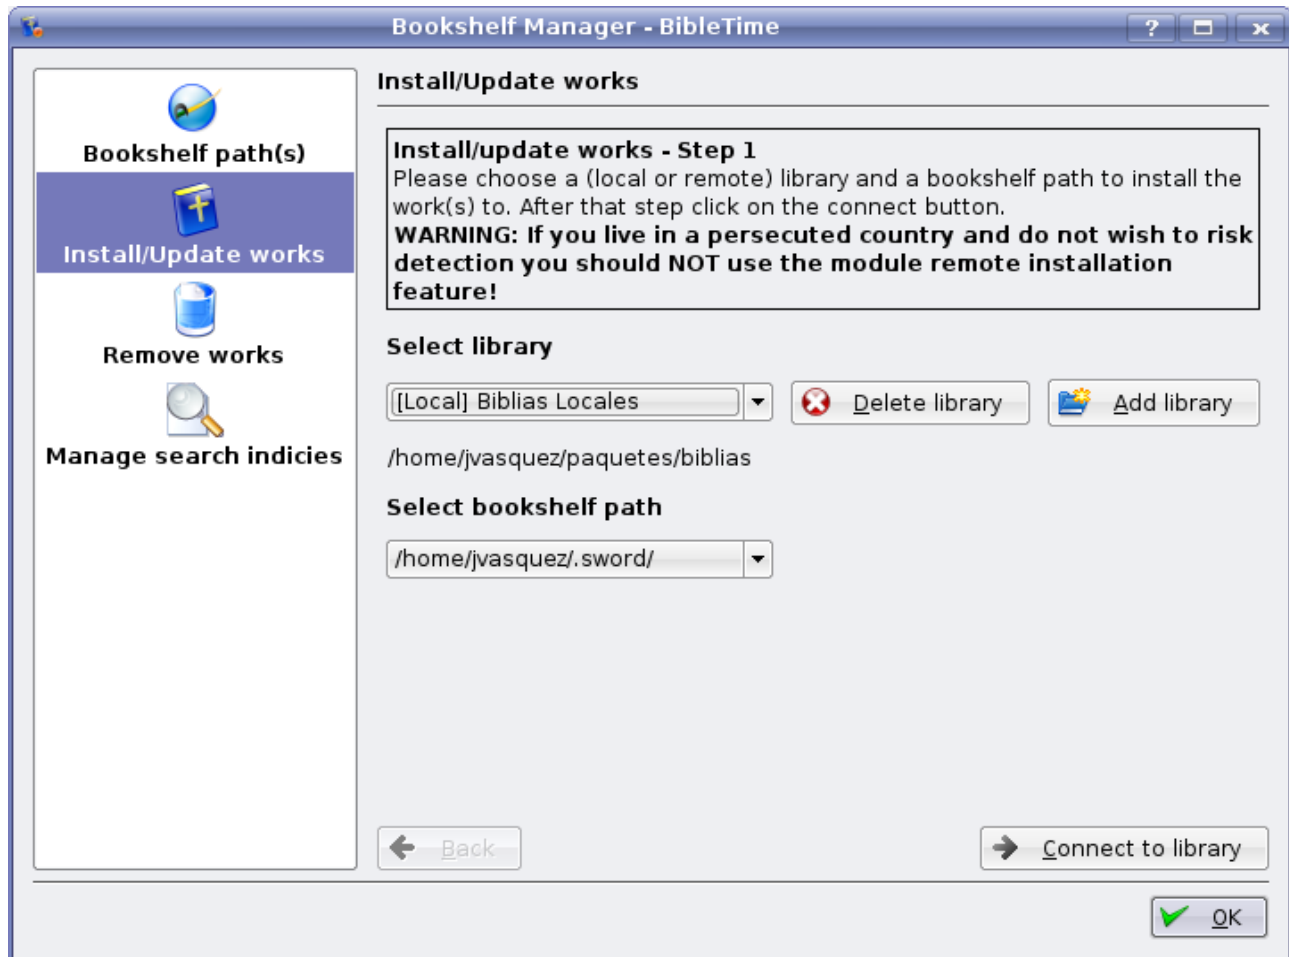 Bookshelf Manager - BibleTime
?
Bookshelf path(s)
Install/Update works
Remove works
Manage search indicies
Install/Update works
Install/update works - Step 1
Please choose a (local or remote) library and a bookshelf path to install the
work(s) to. After that step click on the connect button.
WARNING: If you live in a persecuted country and do not wish to risk
detection you should NOT use the module remote installation
feature!
Select library
[Local] Biblias Locales
Delete library
Add library
/home/jvasquez/paquetes/biblias
Select bookshelf path
/home/jvasquez/.sword/
Back
Connect to library
OK